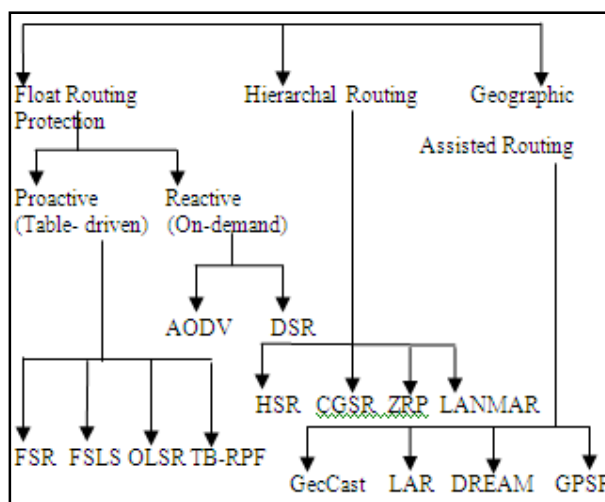 Float Routing Protection
Hierarchal Routing
Geographic
Assisted Routing
Proactive
(Table- driven)
Reactive
(On-demand)
AODV
DSR
HSR
CGSR
ZRP
LANMAR
FSR
FSLS
OLSR
TB-RPF
GecCast
LAR
DREAM
GPSR